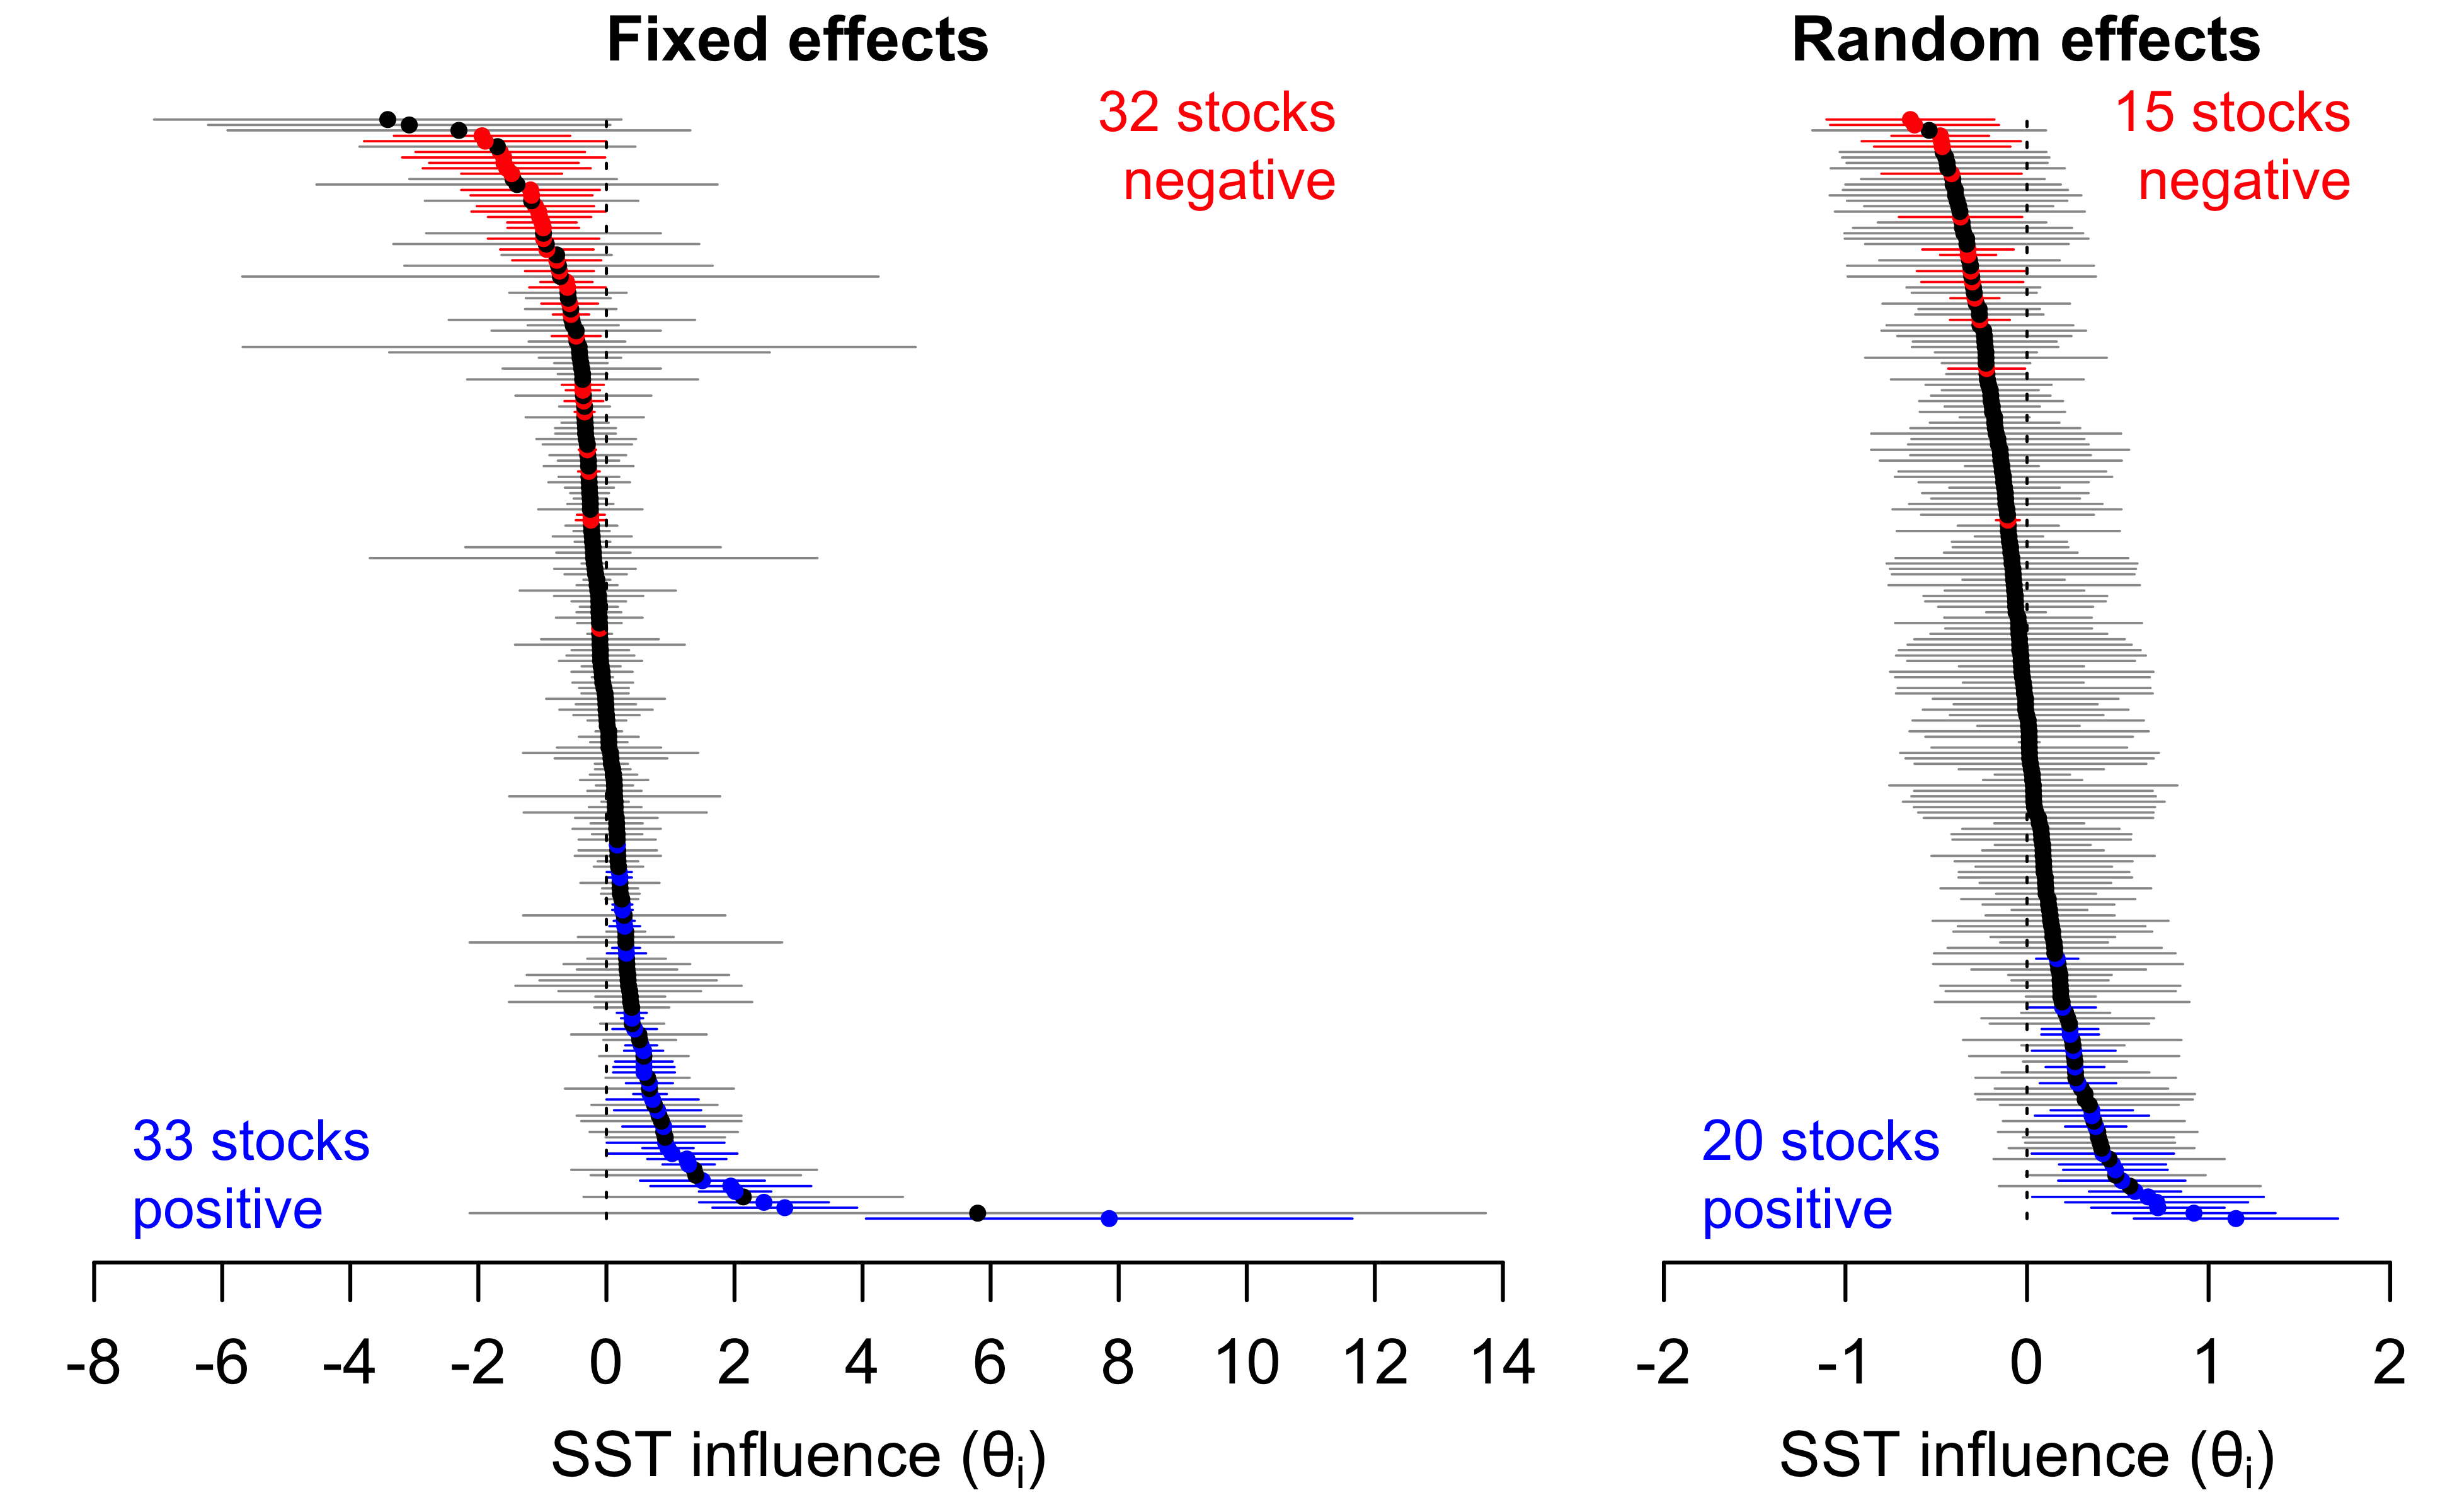 Fixed effects
32 stocks
negative
33 stocks
positive
-8 -6 -4 -2 0 2 4 6 8 10 12 14
SST influence (θi)
Random effects
15 stocks
negative
20 stocks
positive
-2 -1 0 1 2
SST influence (θi)